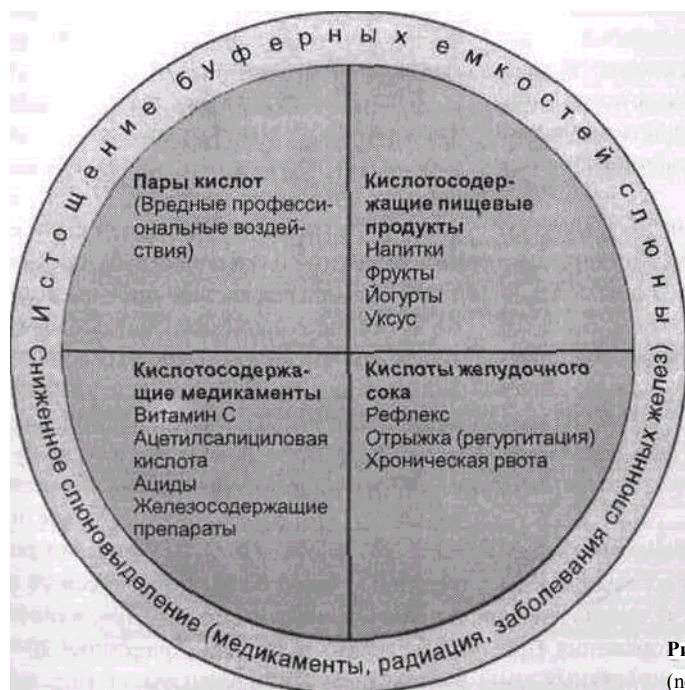 Истощение буферных емкостей слюны
Пары кислот
(Вредные професси-
ональные воздей-
ствия)
Кислотосодер-
жащие пищевые
продукты
Напитки
Фрукты
Йогурты
Уксус
Кислотосодержа-
щие медикаменты
Витамин С
Ацетилсалициловая
кислота
Ациды
Железосодержащие
препараты
Кислоты желудочного
сока
Рефлекс
Отрыжка (регургитация)
Хроническая рвота
Сниженное слюновыделение (медикаменты, радиация, заболевания слюнных желез)